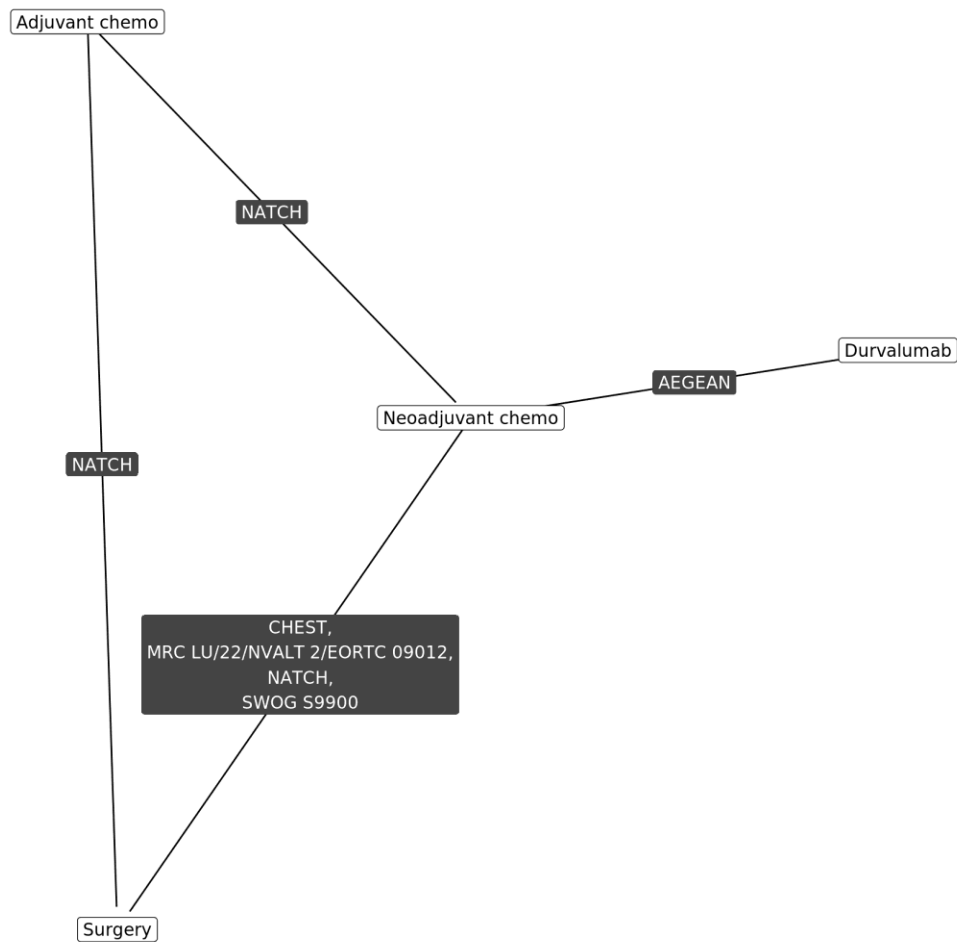 Adjuvant chemo
NATCH
Durvalumab
AEGEAN
Neoadjuvant chemo
NATCH
CHEST,
MRC LU/22/NVALT 2/EORTC 09012,
NATCH,
SWOG S9900
Surgery